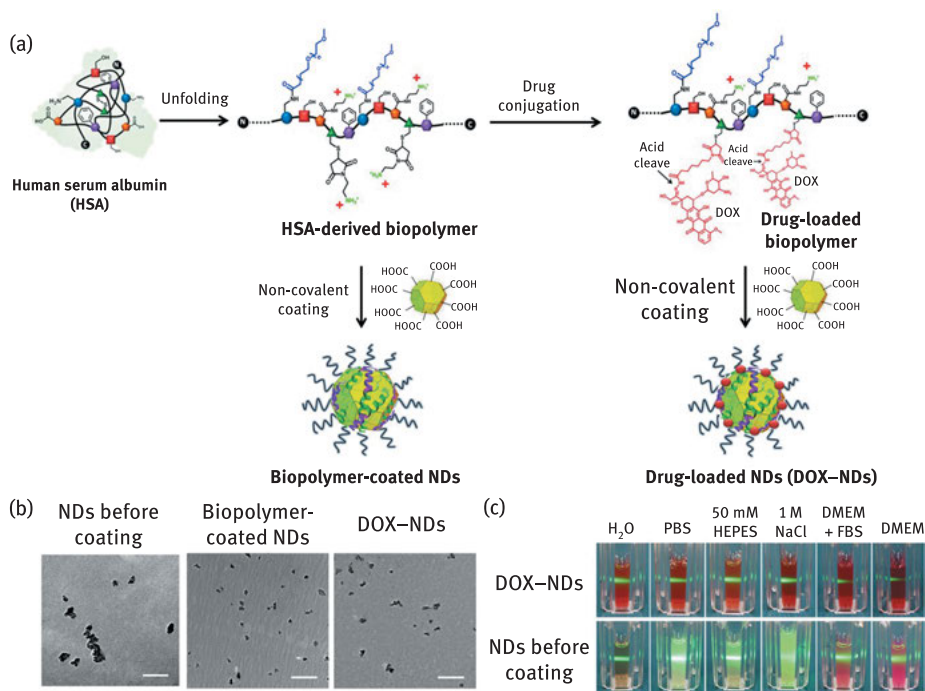 (a)
N
C
Unfolding
Human serum albumin
(HSA)
HSA-derived biopolymer
Drug
conjugation
Acid
cleave
Acid
cleave
DOX
DOX
Drug-loaded
biopolymer
Non-covalent
coating
HOOC
COOH
HOOC
COOH
HOOC
COOH
HOOC
COOH
Non-covalent
coating
HOOC
COOH
HOOC
COOH
HOOC
COOH
HOOC
COOH
Biopolymer-coated NDs
Drug-loaded NDs (DOX–NDs)
(b)
NDs before
coating
Biopolymer-
coated NDs
DOX–NDs
(c)
H₂O
PBS
50 mM
HEPES
1 M
NaCl
DMEM
+ FBS
DMEM
DOX–NDs
NDs before
coating